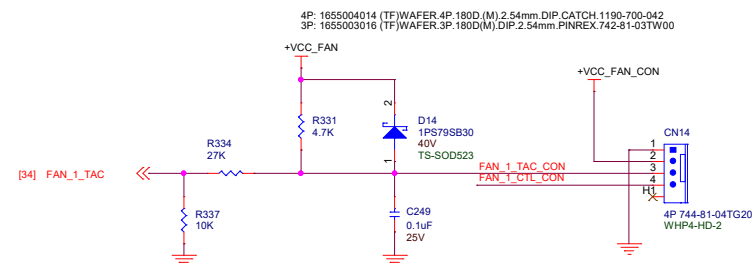 4P: 1655004014 (TF)WAFER.4P.180D.(M).2.54mm.DIP.CATCH.1190-700-042
3P: 1655003016 (TF)WAFER.3P.180D(M).DIP.2.54mm.PINREX.742-81-03TW00
+VCC_FAN
+VCC_FAN_CON
R331
4.7K
2
D14
1PS79SB30
40V
TS-SOD523
1
CN14
R334
27K
1
2
3
4
H1
[34] FAN_1_TAC
FAN_1_TAC_CON
FAN_1_CTL_CON
R337
10K
C249
0.1uF
25V
4P 744-81-04TG20
WHP4-HD-2